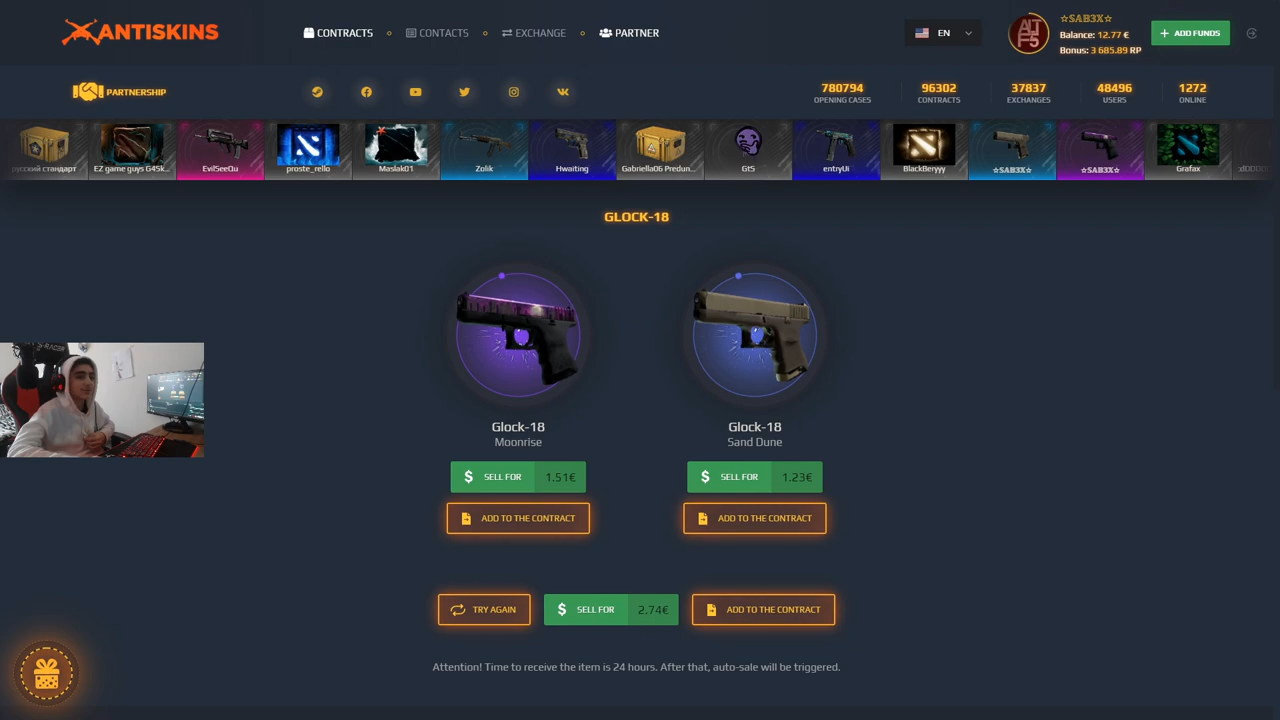 ANTISKINS
CONTRACTS
CONTACTS
EXCHANGE
PARTNER
EN
☆SAB3X☆
Balance: 12.77 €
Bonus: 3 685.89 RP
ADD FUNDS
PARTNERSHIP
780794
OPENING CASES
96302
CONTRACTS
37837
EXCHANGES
48496
USERS
1272
ONLINE
русский стандарт
EZ game guys G4Sk...
EvilSeeQu
proste_rello
Maslak01
Zolik
Hwaiting
Gabriella06 Predun...
GtS
entryUi
BlackBeryyy
☆SAB3X☆
☆SAB3X☆
Grafax
GLOCK-18
Glock-18
Moonrise
SELL FOR 1.51€
ADD TO THE CONTRACT
Glock-18
Sand Dune
SELL FOR 1.23€
ADD TO THE CONTRACT
TRY AGAIN
SELL FOR 2.74€
ADD TO THE CONTRACT
Attention! Time to receive the item is 24 hours. After that, auto-sale will be triggered.